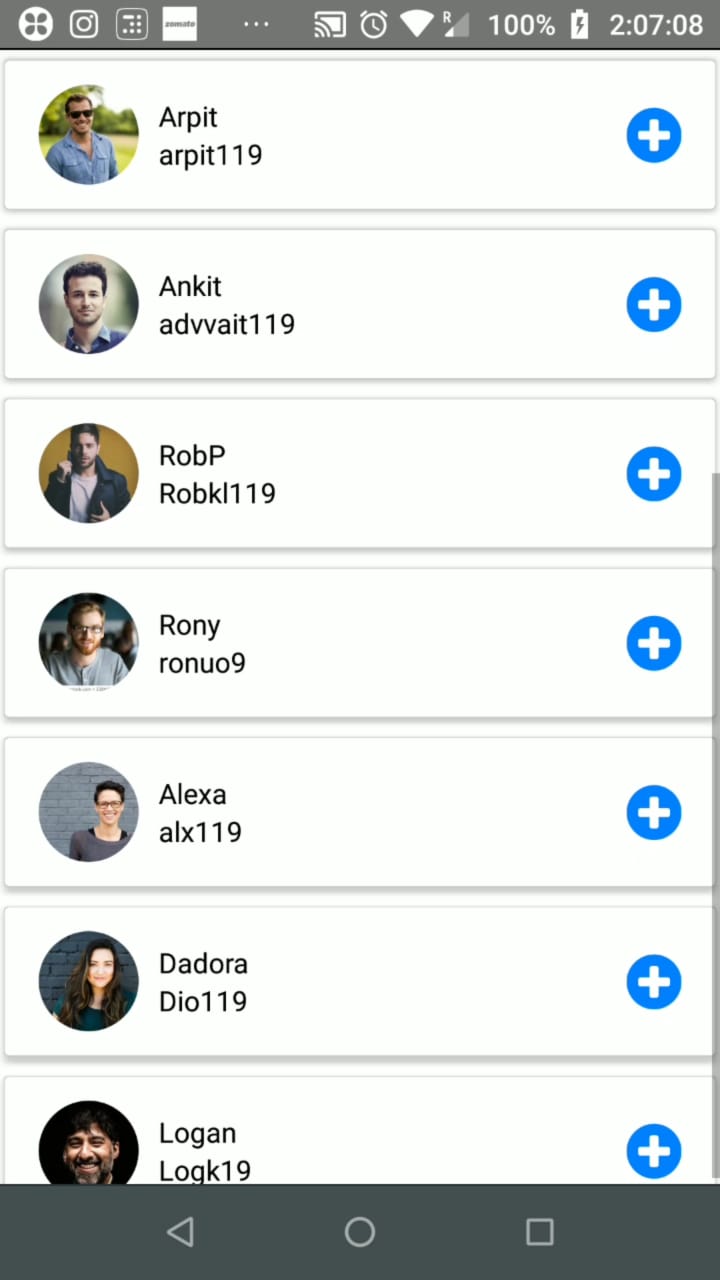 zomato
R
100%
2:07:08
Arpit
arpit119
Ankit
advvait119
RobP
Robkl119
Rony
ronuo9
Alexa
alx119
Dadora
Dio119
Logan
Logk19